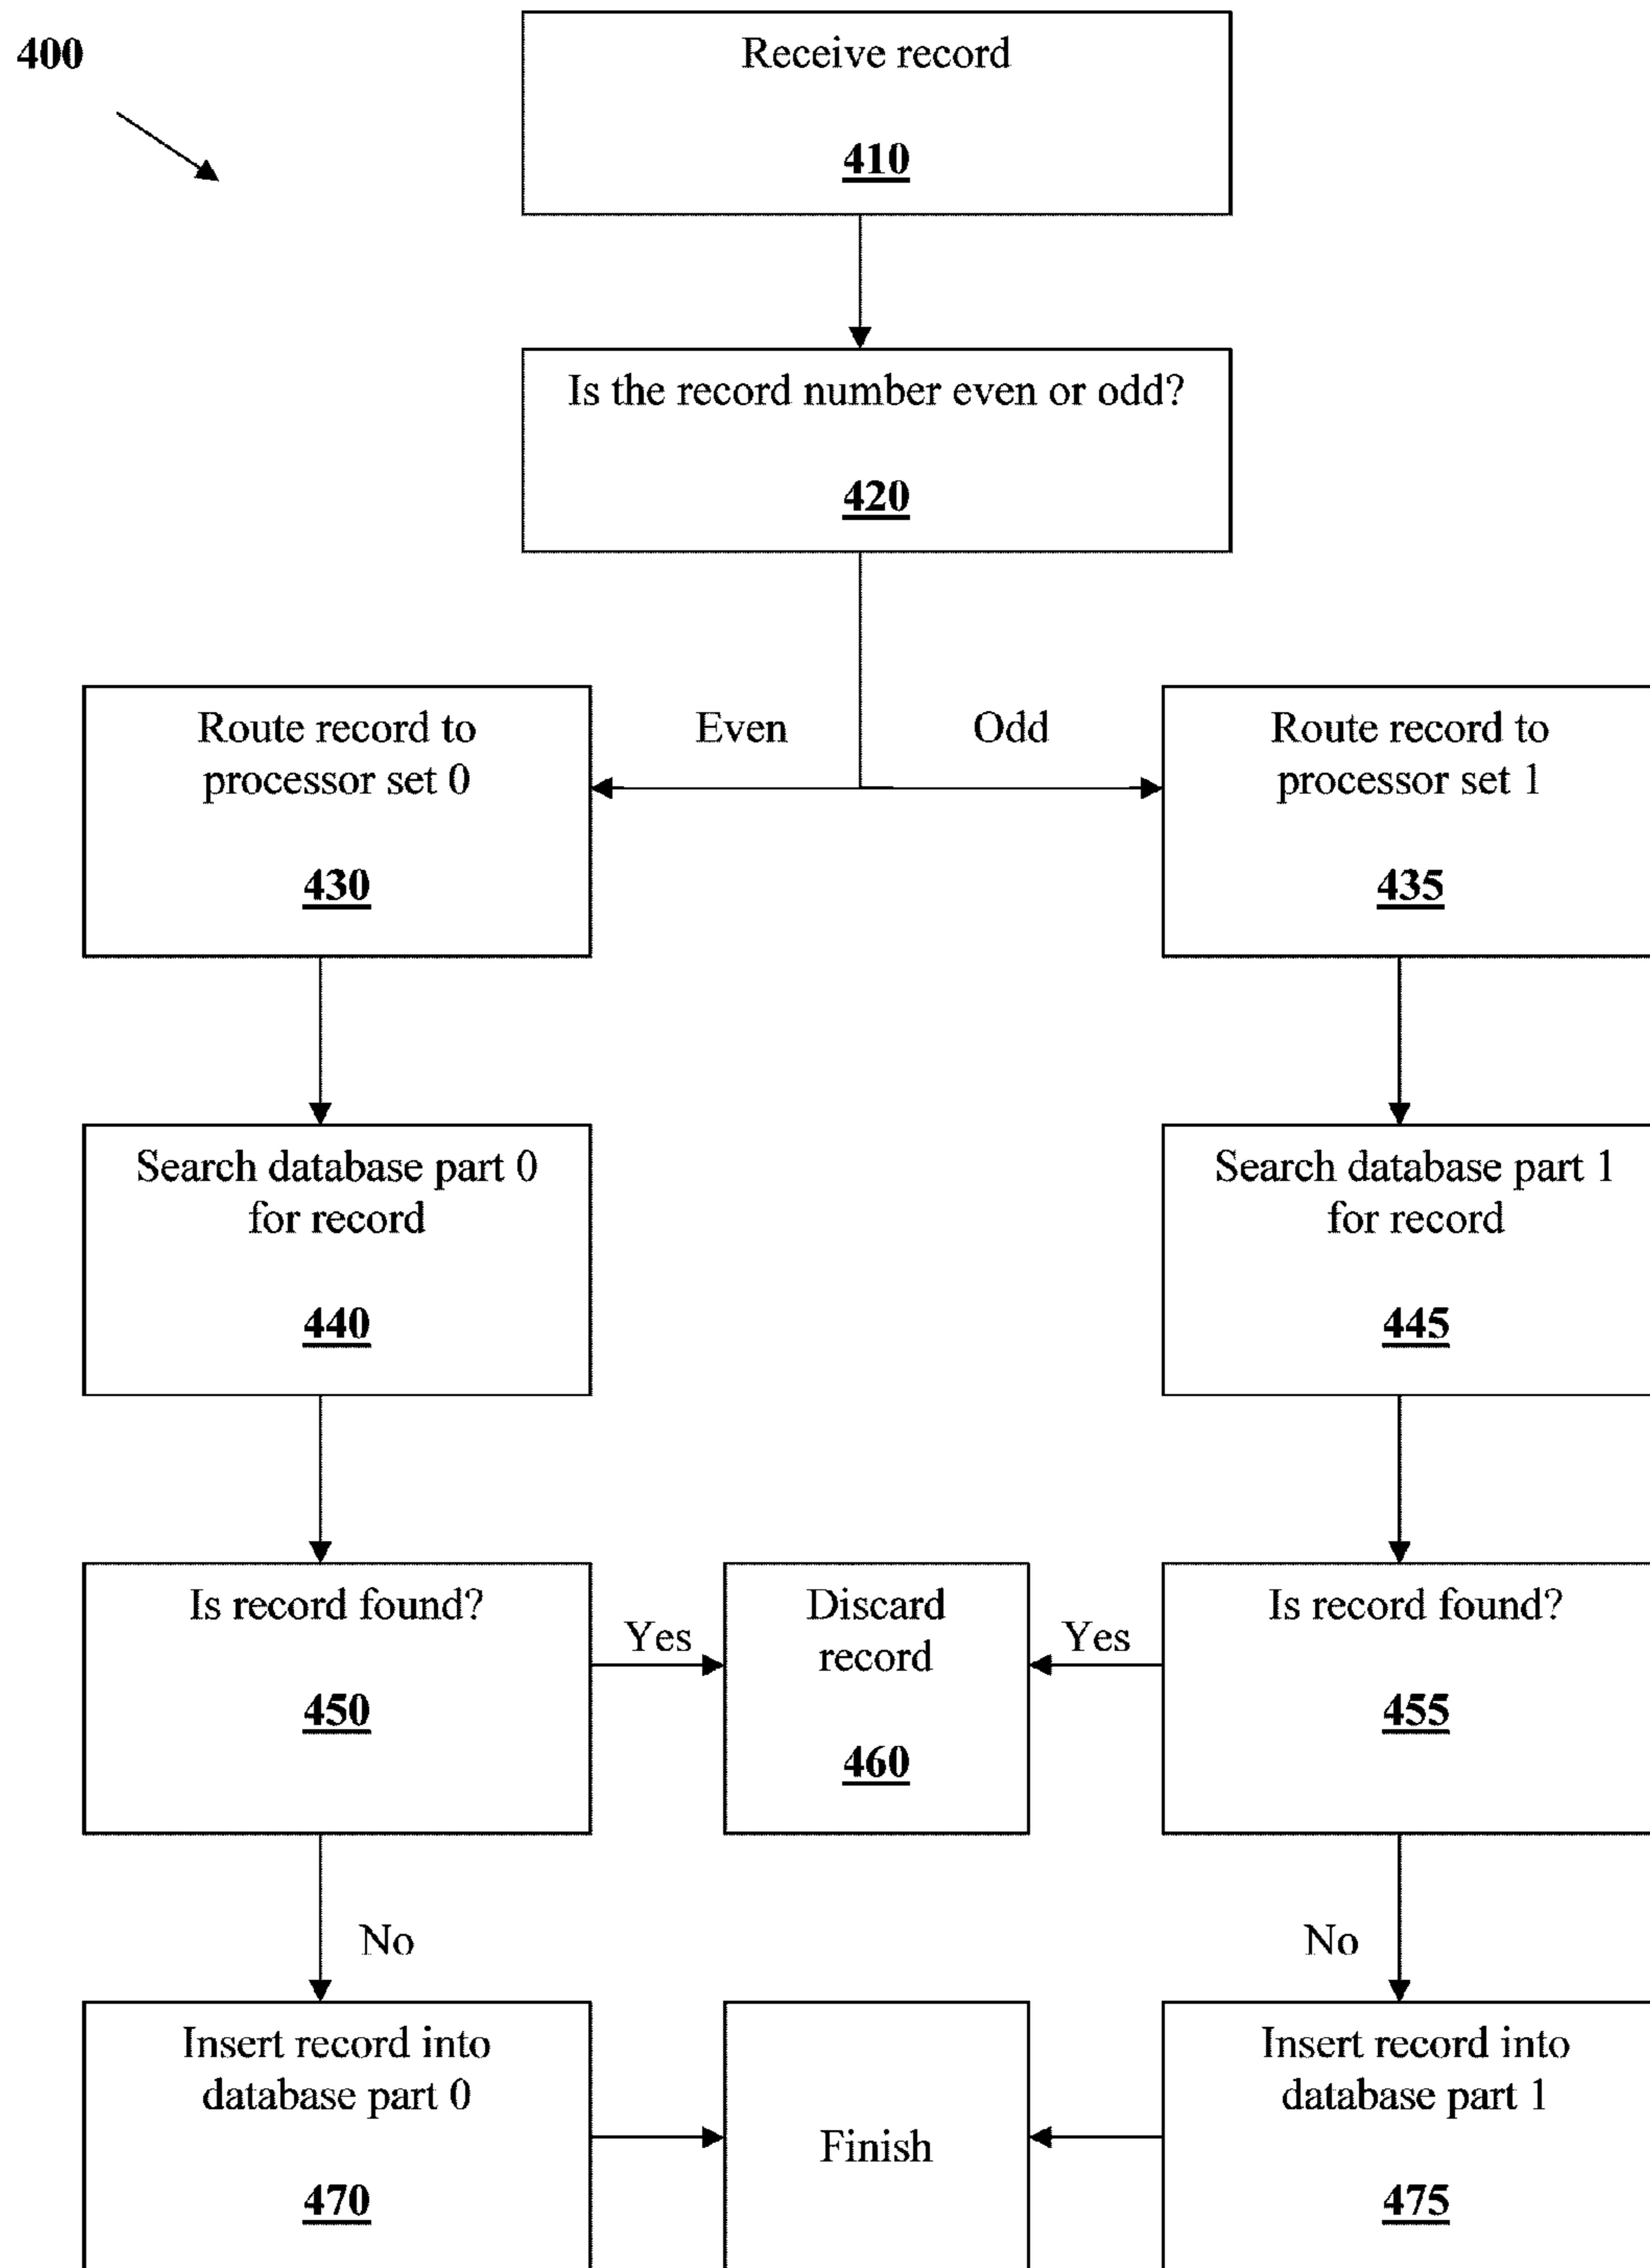 400
Receive record
410
Is the record number even or odd?
420
Even
Odd
Route record to
processor set 0
430
Route record to
processor set 1
435
Search database part 0
for record
440
Search database part 1
for record
445
Is record found?
450
Yes
Discard
record
460
Yes
Is record found?
455
No
No
Insert record into
database part 0
470
Finish
Insert record into
database part 1
475